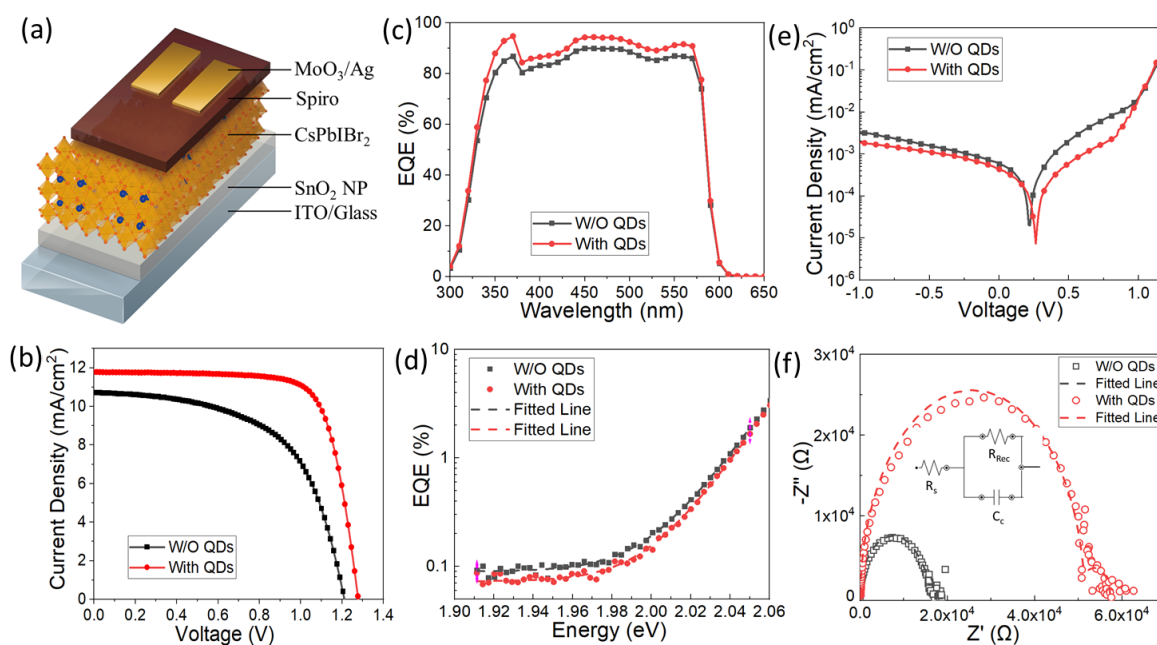 (a)
MoO3/Ag
Spiro
CsPbIBr2
SnO2 NP
ITO/Glass
(b)
Current Density (mA/cm2)
12
10
8
6
4
2
0
W/O QDs
With QDs
0.0 0.2 0.4 0.6 0.8 1.0 1.2 1.4
Voltage (V)
(c)
EQE (%)
100
80
60
40
20
0
W/O QDs
With QDs
300 350 400 450 500 550 600 650
Wavelength (nm)
(d)
EQE (%)
10
1
0.1
W/O QDs
With QDs
Fitted Line
Fitted Line
1.90 1.92 1.94 1.96 1.98 2.00 2.02 2.04 2.06
Energy (eV)
(e)
Current Density (mA/cm2)
10^0
10^-1
10^-2
10^-3
10^-4
10^-5
10^-6
W/O QDs
With QDs
-1.0 -0.5 0.0 0.5 1.0
Voltage (V)
(f)
-Z'' (Ω)
3x10^4
2x10^4
1x10^4
0
W/O QDs
Fitted Line
With QDs
Fitted Line
Rs
RRec
Cc
0 2.0x10^4 4.0x10^4 6.0x10^4
Z' (Ω)